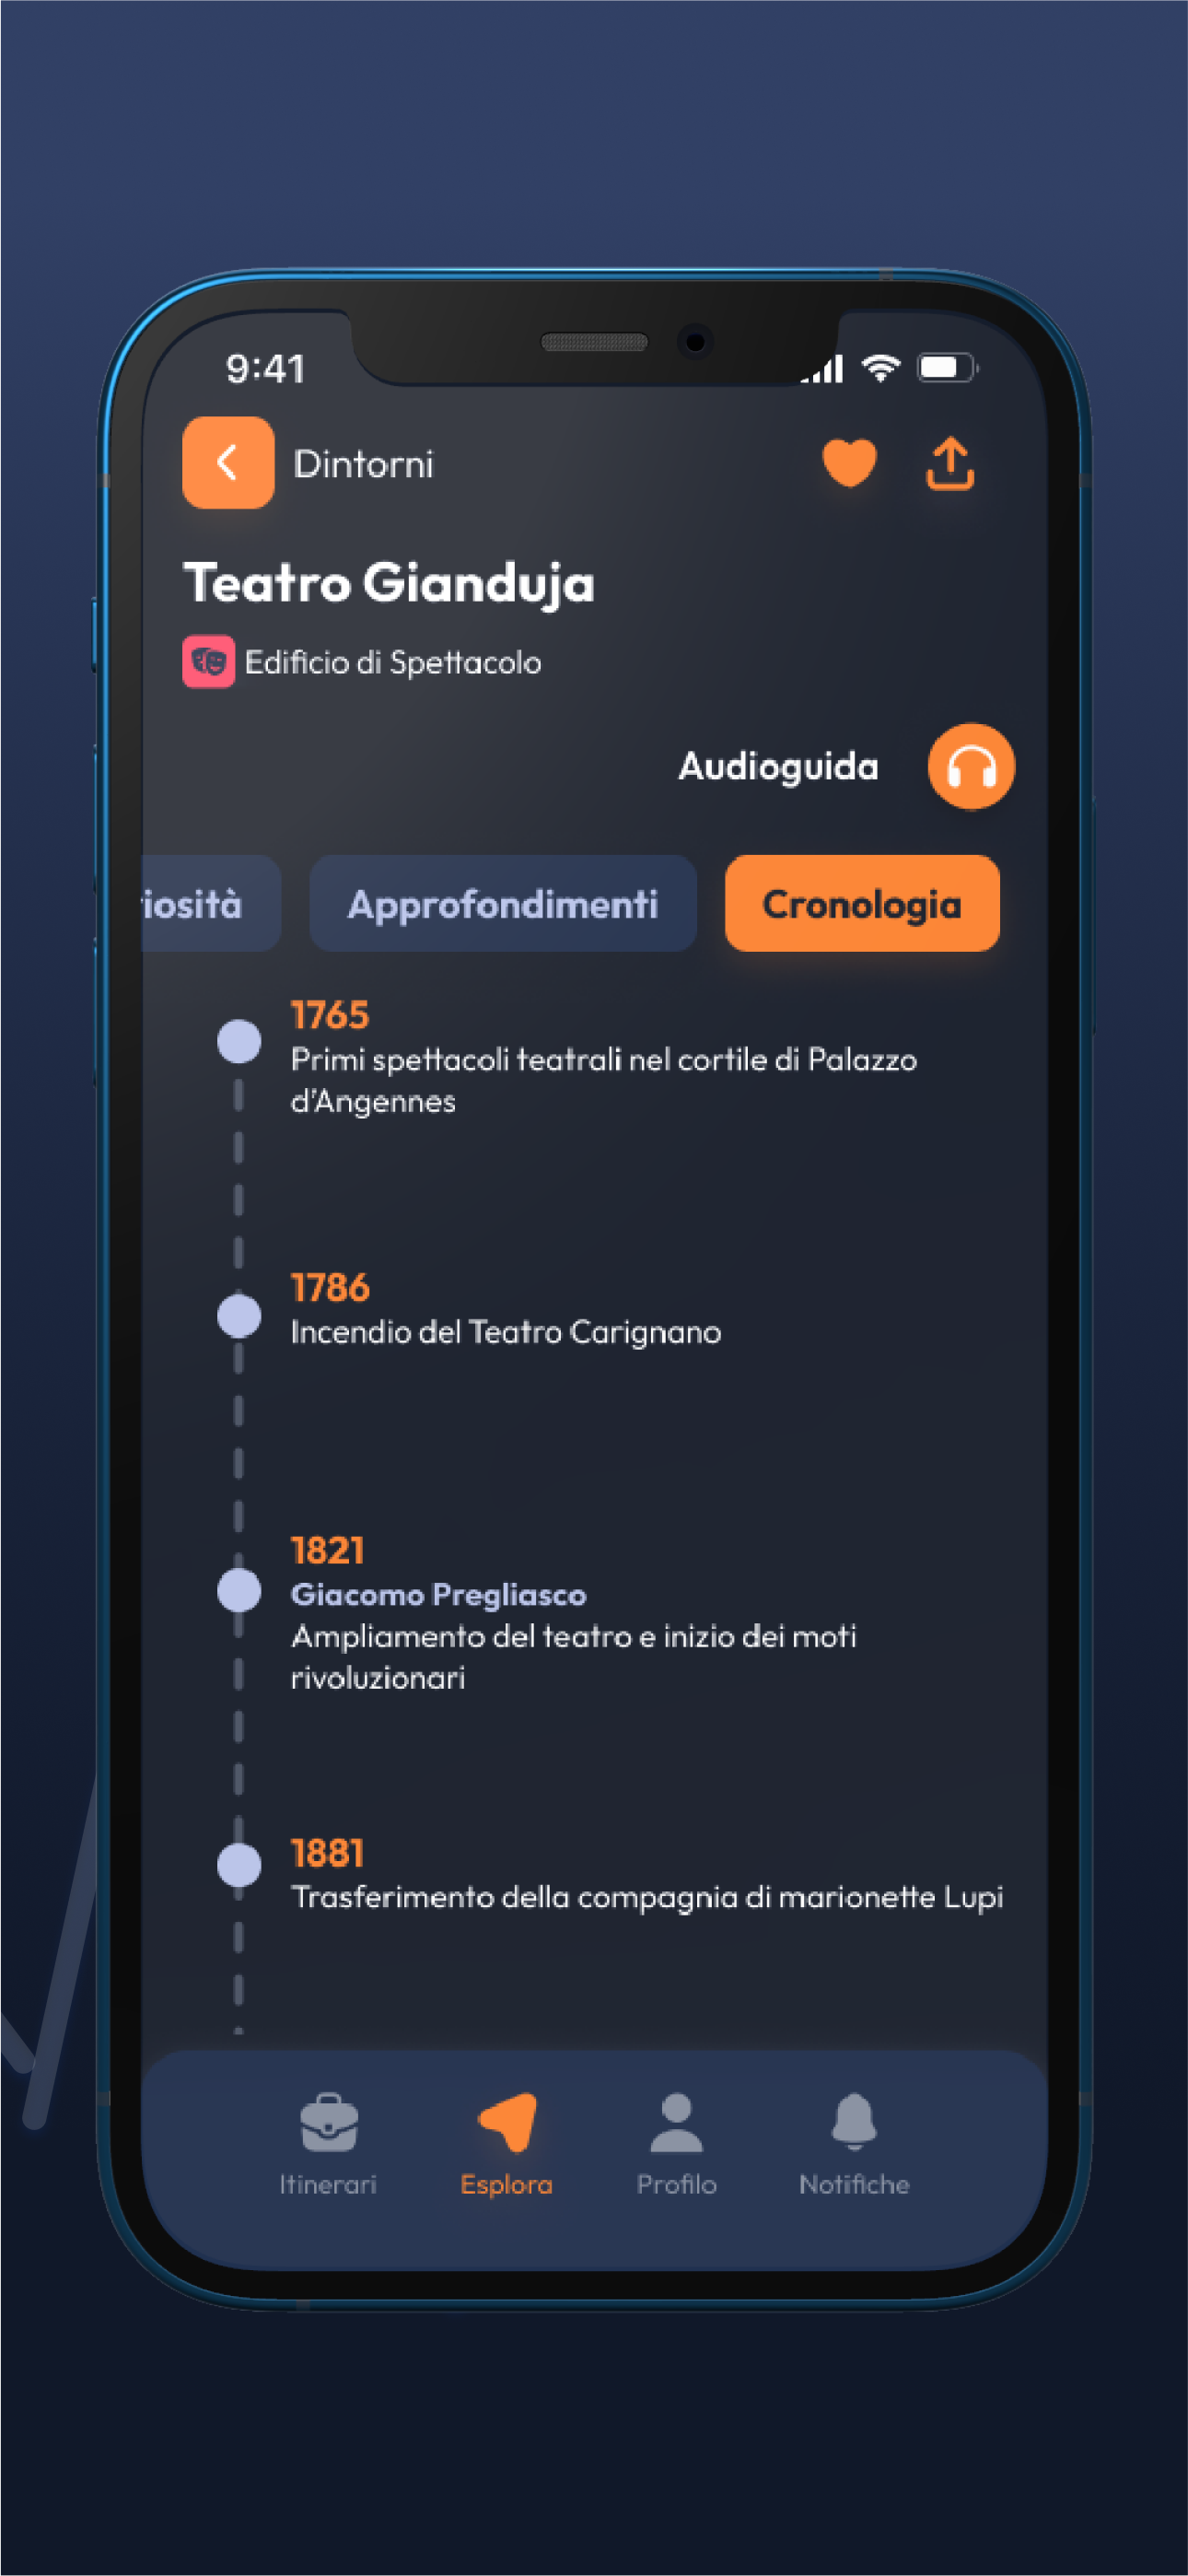 9:41
Dintorni
Teatro Gianduja
Edificio di Spettacolo
Audioguida
iosità
Approfondimenti
Cronologia
1765
Primi spettacoli teatrali nel cortile di Palazzo
d'Angennes
1786
Incendio del Teatro Carignano
1821
Giacomo Pregliasco
Ampliamento del teatro e inizio dei moti
rivoluzionari
1881
Trasferimento della compagnia di marionette Lupi
Itinerari
Esplora
Profilo
Notifiche